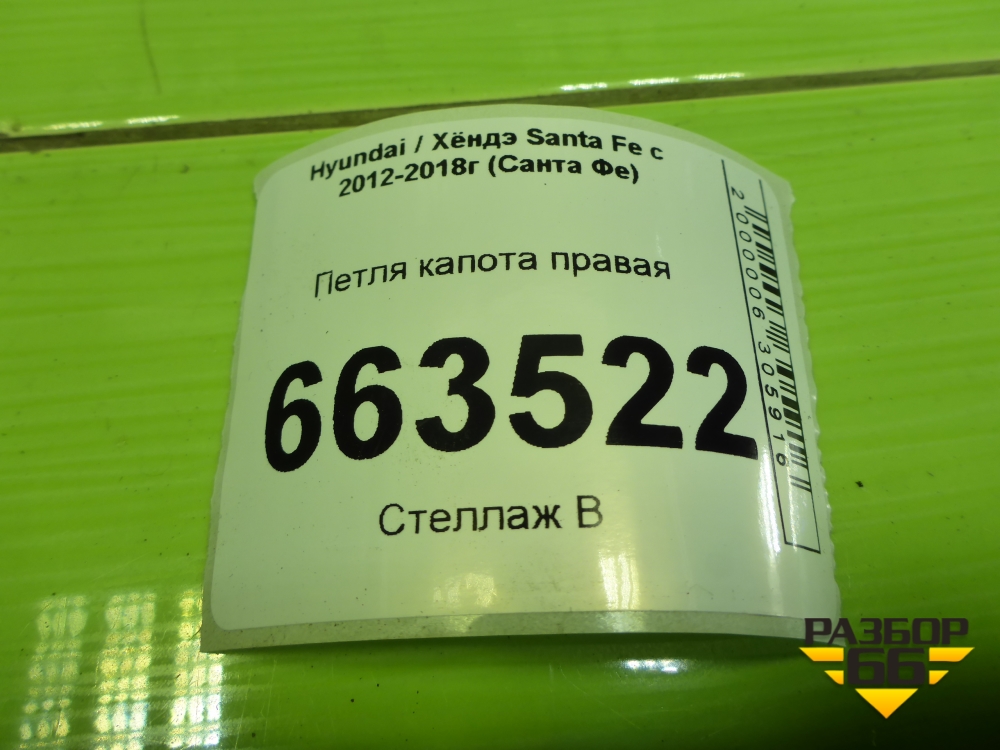 Hyundai / Хёндэ Santa Fe с
2012-2018г (Санта Фе)
Петля капота правая
663522
Стеллаж В
2000006305916
РАЗБОР
66